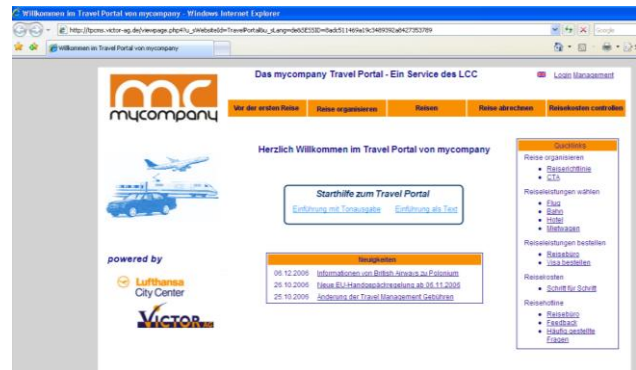 Willkommen im Travel Portal von mycompany - Windows Internet Explorer
Google
Willkommen im Travel Portal von mycompany
Das mycompany Travel Portal - Ein Service des LCC
Login Management
mc
mycompany
Vor der ersten Reise
Reise organisieren
Reisen
Reise abrechnen
Reisekosten controllen
Herzlich Willkommen im Travel Portal von mycompany
Starthilfe zum Travel Portal
Einführung mit Tonausgabe
Einführung als Text
powered by
Lufthansa
City Center
VICTOR AG
Neuigkeiten
06.12.2006 Informationen von British Airways zu Polonium
26.10.2006 Neue EU-Handgepäckregelung ab 06.11.2006
25.10.2006 Änderung der Travel Management Gebühren
Quicklinks
Reise organisieren
Reiserichtlinie
CTA
Reiseleistungen wählen
Flug
Bahn
Hotel
Mietwagen
Reiseleistungen bestellen
Reisebüro
Visa bestellen
Reisekosten
Schritt für Schritt
Reisehotline
Reisebüro
Feedback
Häufig gestellte
Fragen